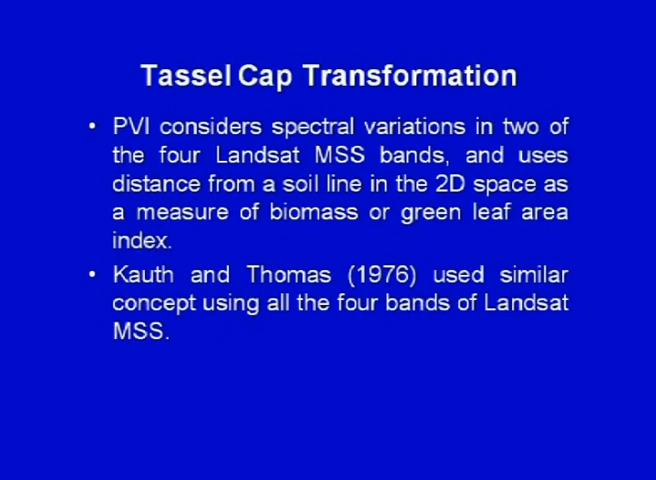 Tassel Cap Transformation
• PVI considers spectral variations in two of
the four Landsat MSS bands, and uses
distance from a soil line in the 2D space as
a measure of biomass or green leaf area
index.
• Kauth and Thomas (1976) used similar
concept using all the four bands of Landsat
MSS.